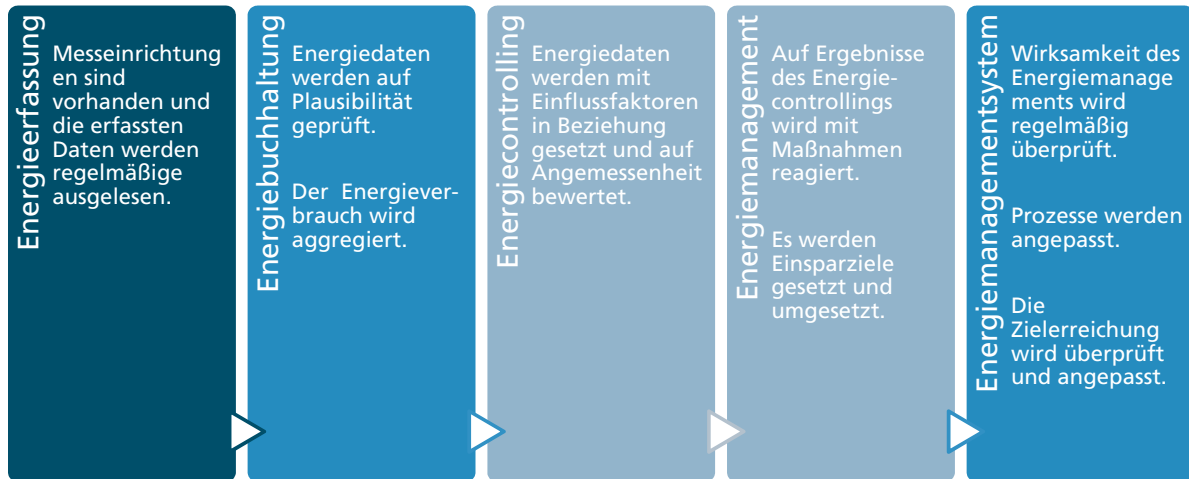 Energieerfassung
Messeinrichtung
en sind
vorhanden und
die erfassten
Daten werden
regelmäßige
ausgelesen.
Energiebuchhaltung
Energiedaten
werden auf
Plausibilität
geprüft.
Der Energiever-
brauch wird
aggregiert.
Energiecontrolling
Energiedaten
werden mit
Einflussfaktoren
in Beziehung
gesetzt und auf
Angemessenheit
bewertet.
Energiemanagement
Auf Ergebnisse
des Energie-
controllings
wird mit
Maßnahmen
reagiert.
Es werden
Einsparziele
gesetzt und
umgesetzt.
Energiemanagementsystem
Wirksamkeit des
Energiemanage
ments wird
regelmäßig
überprüft.
Prozesse werden
angepasst.
Die
Zielerreichung
wird überprüft
und angepasst.